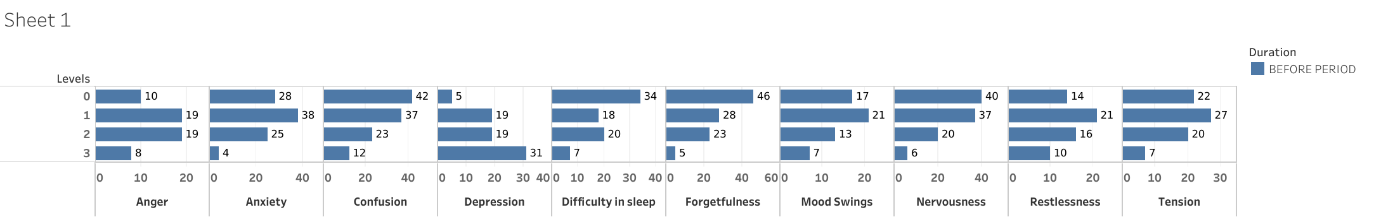 Sheet 1
Duration
BEFORE PERIOD
Levels
0 10 28 42 5 34 46 17 40 14 22
1 19 38 37 19 18 28 21 37 21 27
2 19 25 23 19 20 23 13 20 16 20
3 8 4 12 31 7 5 7 6 10 7
0 10 20 0 20 40 0 20 40 0 10 20 30 40 0 10 20 30 40 0 20 40 60 0 10 20 0 20 40 0 10 20 0 10 20 30
Anger Anxiety Confusion Depression Difficulty in sleep Forgetfulness Mood Swings Nervousness Restlessness Tension